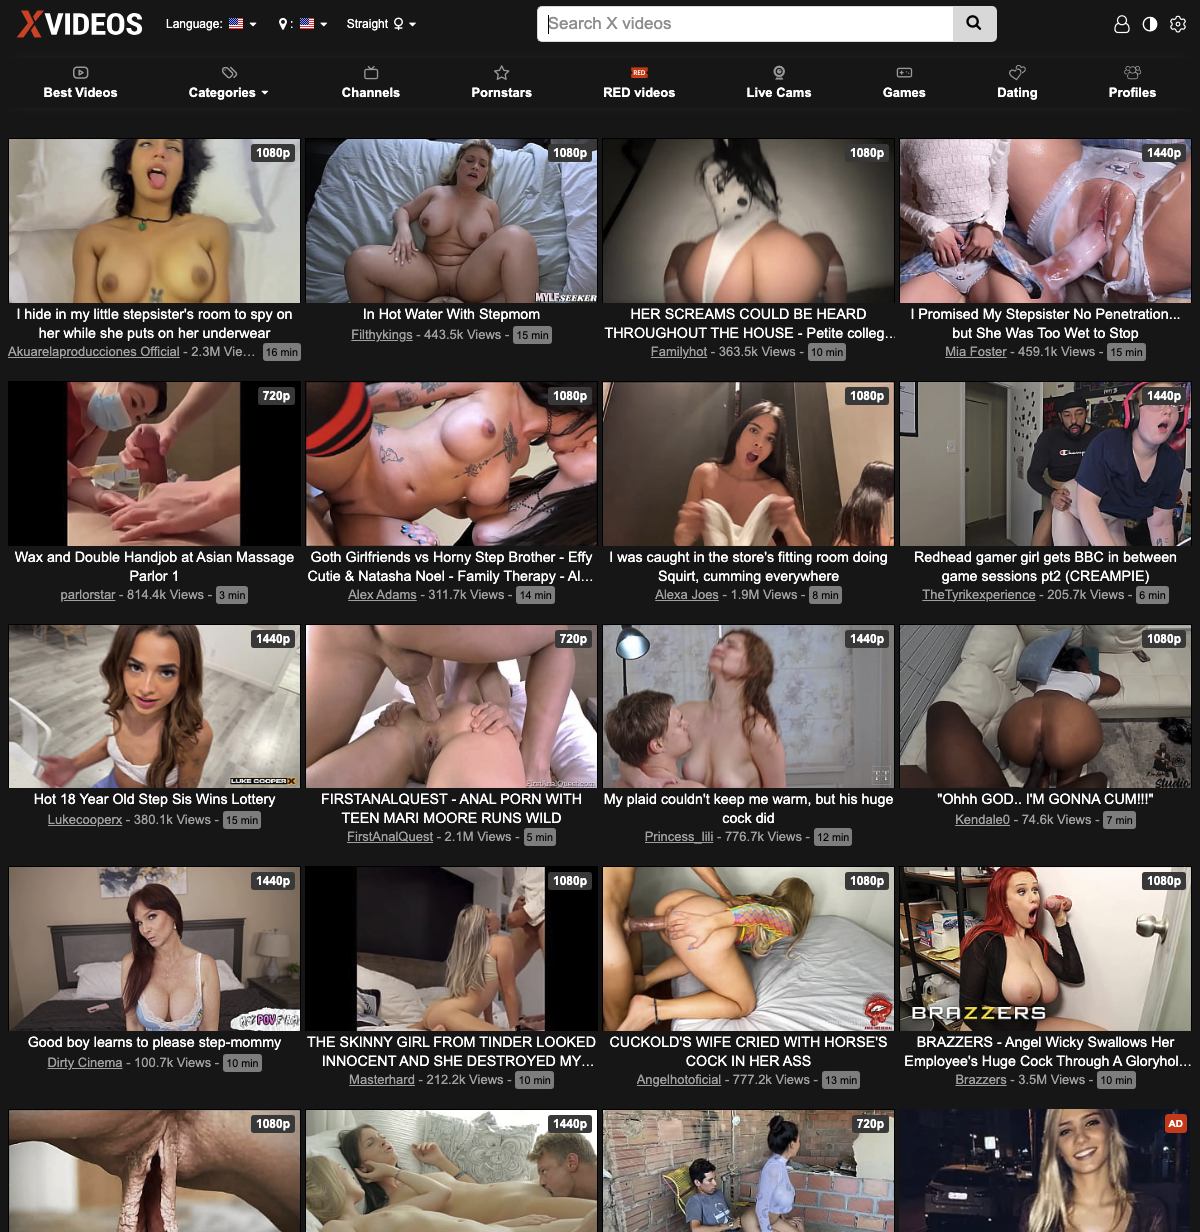 XVIDEOS
Language:
:
Straight
Search X videos
Best Videos
Categories
Channels
Pornstars
RED
RED videos
Live Cams
Games
Dating
Profiles
1080p
I hide in my little stepsister's room to spy on
her while she puts on her underwear
Akuarelaproducciones Official - 2.3M Vie... 16 min
1080p
MYLFSEEKER
In Hot Water With Stepmom
Filthykings - 443.5k Views - 15 min
1080p
HER SCREAMS COULD BE HEARD
THROUGHOUT THE HOUSE - Petite colleg...
Familyhot - 363.5k Views - 10 min
1440p
I Promised My Stepsister No Penetration...
but She Was Too Wet to Stop
Mia Foster - 459.1k Views - 15 min
720p
Wax and Double Handjob at Asian Massage
Parlor 1
parlorstar - 814.4k Views - 3 min
1080p
Goth Girlfriends vs Horny Step Brother - Effy
Cutie & Natasha Noel - Family Therapy - Al...
Alex Adams - 311.7k Views - 14 min
1080p
I was caught in the store's fitting room doing
Squirt, cumming everywhere
Alexa Joes - 1.9M Views - 8 min
1440p
Champion
Redhead gamer girl gets BBC in between
game sessions pt2 (CREAMPIE)
TheTyrikexperience - 205.7k Views - 6 min
1440p
LUKE COOPERX
Hot 18 Year Old Step Sis Wins Lottery
Lukecooperx - 380.1k Views - 15 min
720p
FirstAnalQuest.com
FIRSTANALQUEST - ANAL PORN WITH
TEEN MARI MOORE RUNS WILD
FirstAnalQuest - 2.1M Views - 5 min
1440p
TT
My plaid couldn't keep me warm, but his huge
cock did
Princess_lili - 776.7k Views - 12 min
1080p
Studio
"Ohhh GOD.. I'M GONNA CUM!!!"
Kendale0 - 74.6k Views - 7 min
1440p
POV
Good boy learns to please step-mommy
Dirty Cinema - 100.7k Views - 10 min
1080p
THE SKINNY GIRL FROM TINDER LOOKED
INNOCENT AND SHE DESTROYED MY...
Masterhard - 212.2k Views - 10 min
1080p
CUCKOLD'S WIFE CRIED WITH HORSE'S
COCK IN HER ASS
Angelhotoficial - 777.2k Views - 13 min
1080p
BRAZZERS
BRAZZERS - Angel Wicky Swallows Her
Employee's Huge Cock Through A Gloryhol...
Brazzers - 3.5M Views - 10 min
1080p
1440p
720p
AD